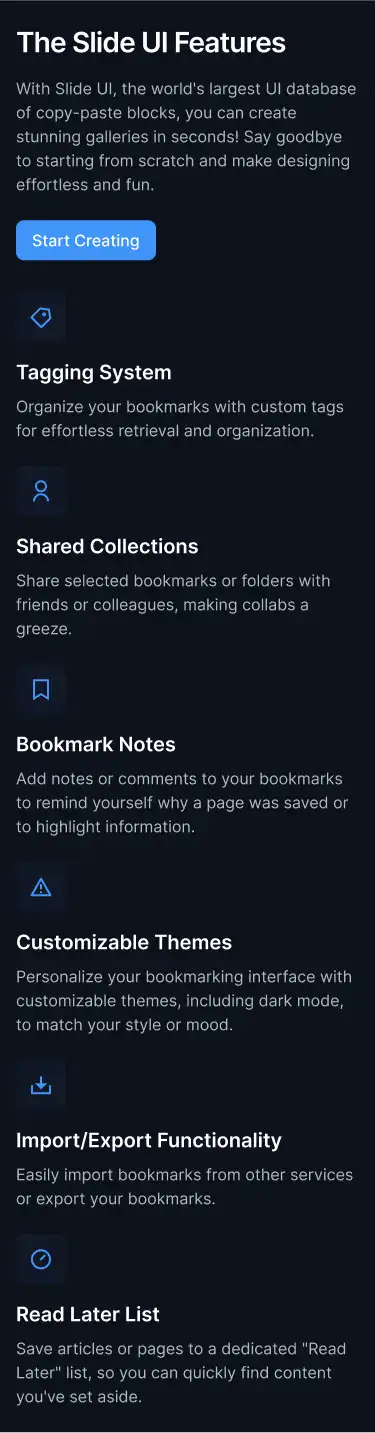 The Slide UI Features
With Slide UI, the world's largest UI database
of copy-paste blocks, you can create
stunning galleries in seconds! Say goodbye
to starting from scratch and make designing
effortless and fun.
Start Creating
Tagging System
Organize your bookmarks with custom tags
for effortless retrieval and organization.
Shared Collections
Share selected bookmarks or folders with
friends or colleagues, making collabs a
greeze.
Bookmark Notes
Add notes or comments to your bookmarks
to remind yourself why a page was saved or
to highlight information.
Customizable Themes
Personalize your bookmarking interface with
customizable themes, including dark mode,
to match your style or mood.
Import/Export Functionality
Easily import bookmarks from other services
or export your bookmarks.
Read Later List
Save articles or pages to a dedicated "Read
Later" list, so you can quickly find content
you've set aside.